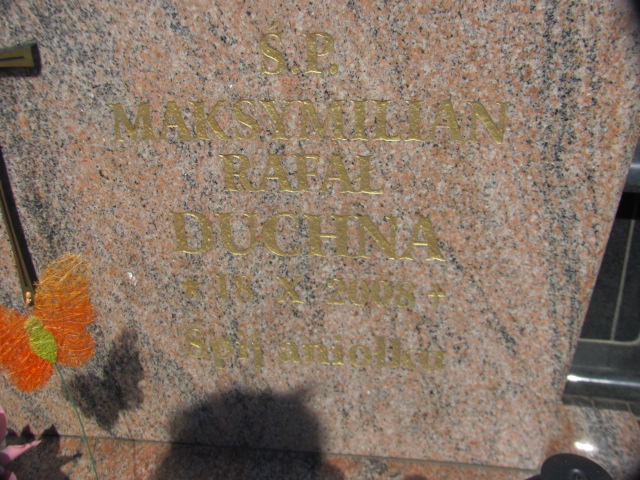 Ś.P.
MAKSYMILIAN
RAFAŁ
DUCHNA
* 18 X 2008 +
Śpij aniołku